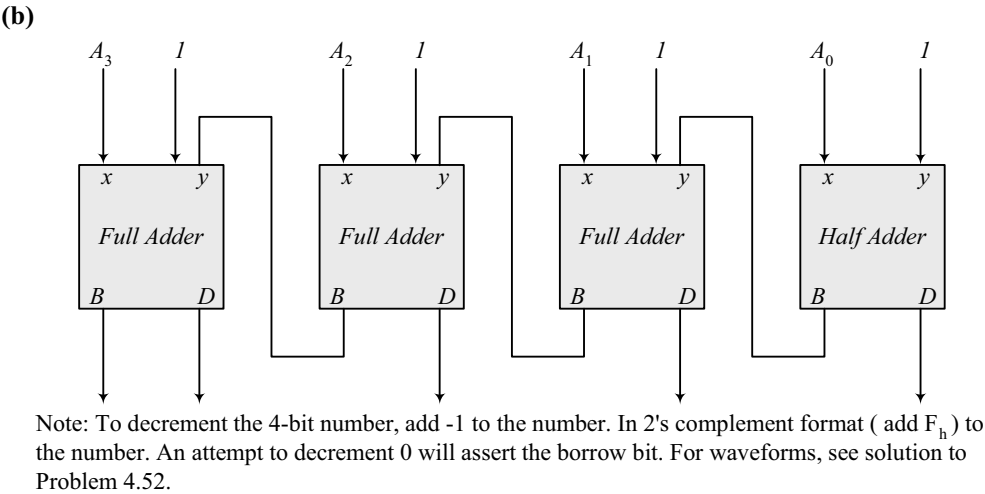 (b)
A3 1 A2 1 A1 1 A0 1
x y x y x y x y
Full Adder Full Adder Full Adder Half Adder
B D B D B D B D
Note: To decrement the 4-bit number, add -1 to the number. In 2's complement format ( add Fh ) to
the number. An attempt to decrement 0 will assert the borrow bit. For waveforms, see solution to
Problem 4.52.